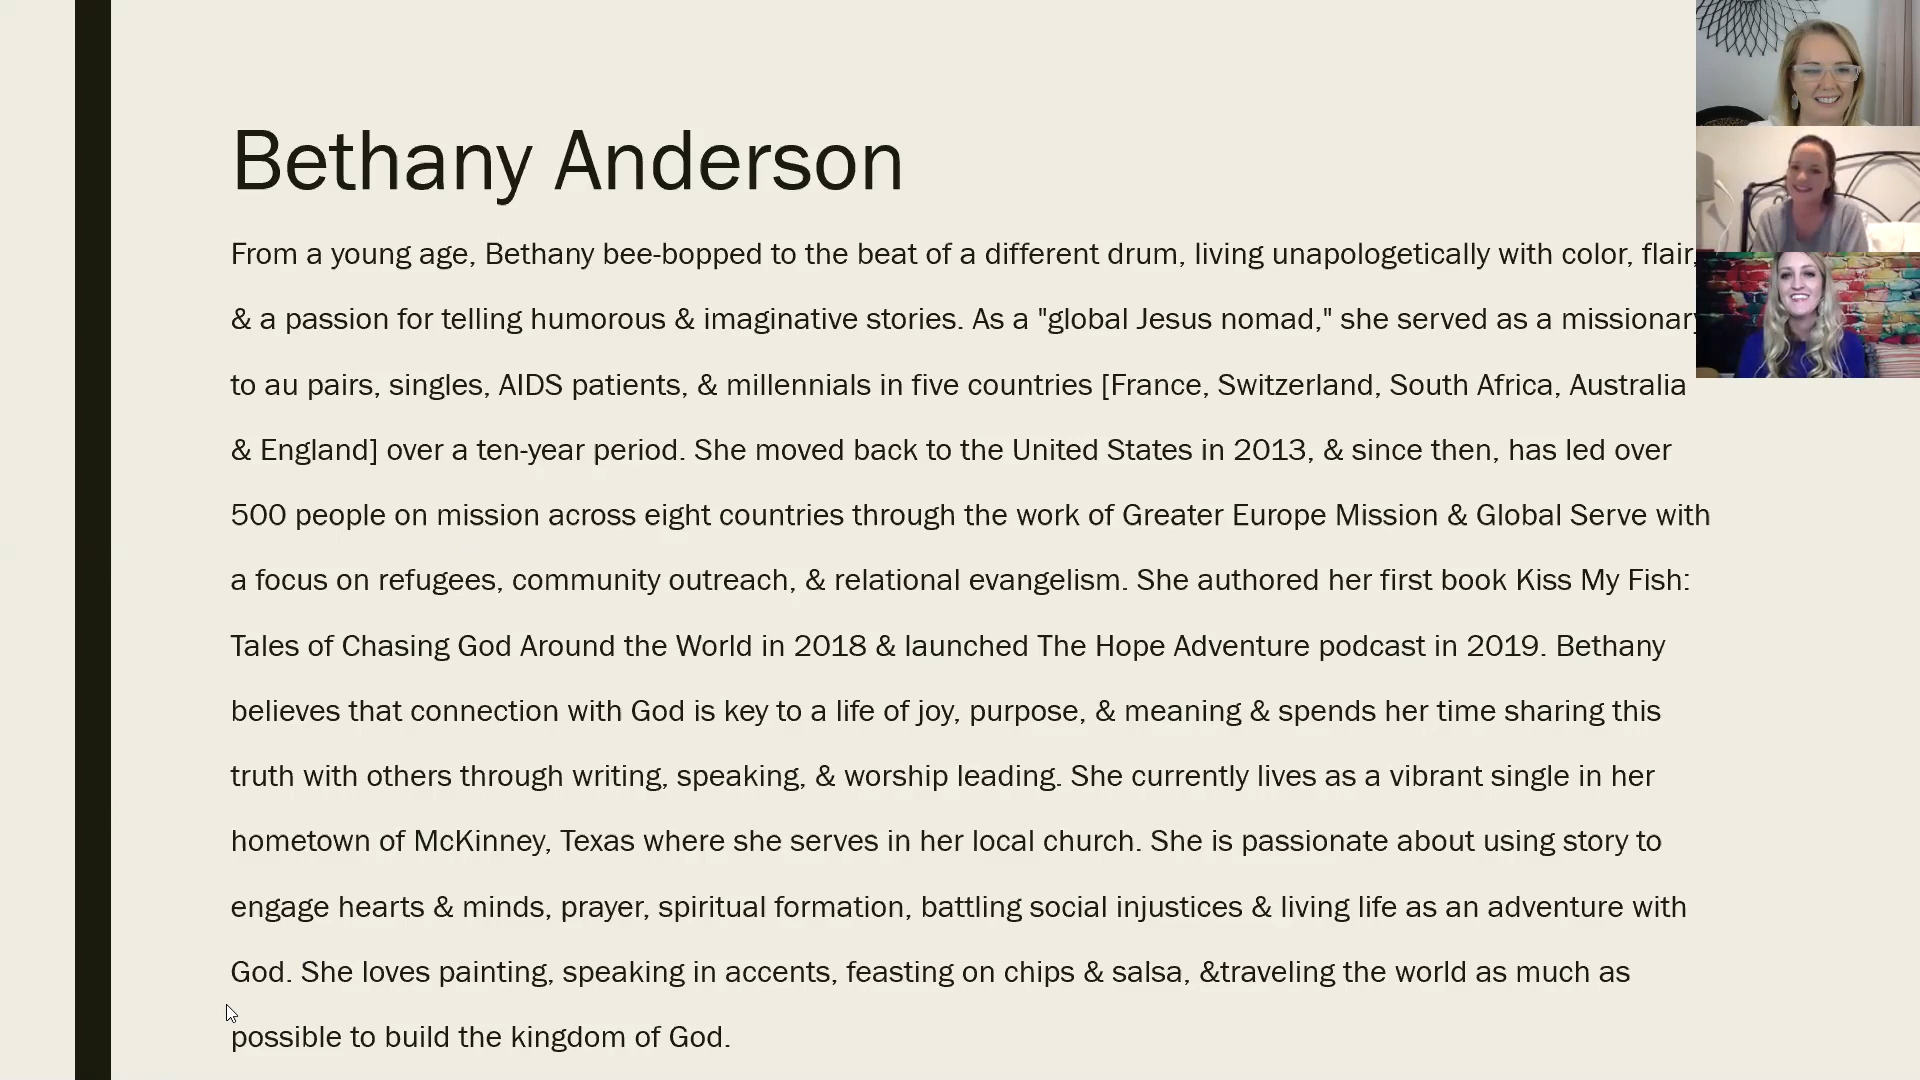 Bethany Anderson
From a young age, Bethany bee-bopped to the beat of a different drum, living unapologetically with color, flair,
& a passion for telling humorous & imaginative stories. As a "global Jesus nomad," she served as a missionary
to au pairs, singles, AIDS patients, & millennials in five countries [France, Switzerland, South Africa, Australia
& England] over a ten-year period. She moved back to the United States in 2013, & since then, has led over
500 people on mission across eight countries through the work of Greater Europe Mission & Global Serve with
a focus on refugees, community outreach, & relational evangelism. She authored her first book Kiss My Fish:
Tales of Chasing God Around the World in 2018 & launched The Hope Adventure podcast in 2019. Bethany
believes that connection with God is key to a life of joy, purpose, & meaning & spends her time sharing this
truth with others through writing, speaking, & worship leading. She currently lives as a vibrant single in her
hometown of McKinney, Texas where she serves in her local church. She is passionate about using story to
engage hearts & minds, prayer, spiritual formation, battling social injustices & living life as an adventure with
God. She loves painting, speaking in accents, feasting on chips & salsa, &traveling the world as much as
possible to build the kingdom of God.